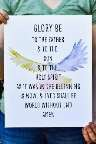 GLORY BE
TO THE FATHER
& TO THE
SON
& TO THE
HOLY SPIRIT
AS IT WAS IN THE BEGINNING
IS NOW, & EVER SHALL BE
WORLD WITHOUT END
AMEN